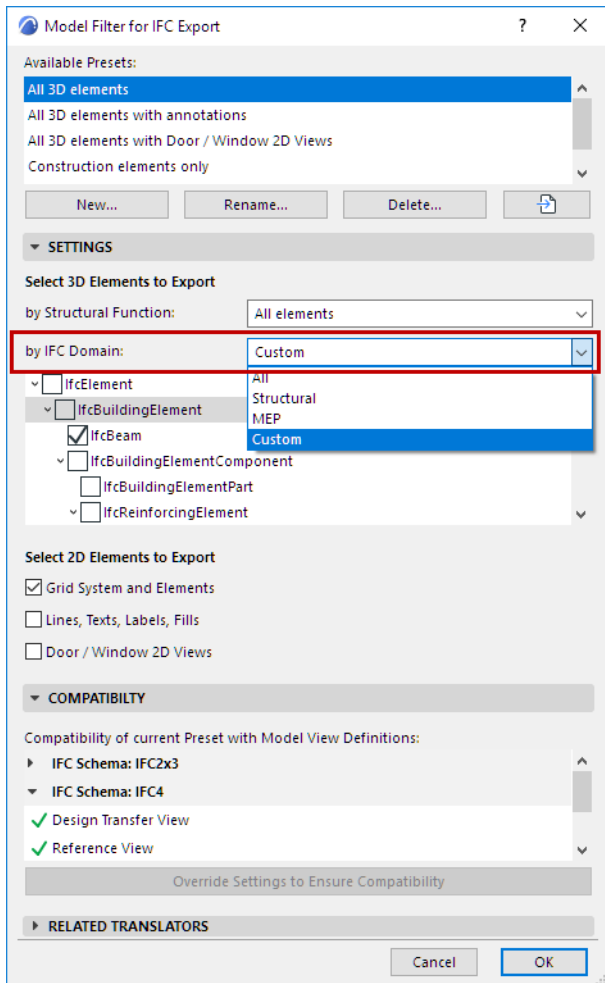 Model Filter for IFC Export ?
Available Presets:
All 3D elements
All 3D elements with annotations
All 3D elements with Door / Window 2D Views
Construction elements only
New... Rename... Delete...
SETTINGS
Select 3D Elements to Export
by Structural Function: All elements
by IFC Domain: Custom
All
IfcElement
Structural
IfcBuildingElement
MEP
IfcBeam
Custom
IfcBuildingElementComponent
IfcBuildingElementPart
IfcReinforcingElement
Select 2D Elements to Export
Grid System and Elements
Lines, Texts, Labels, Fills
Door / Window 2D Views
COMPATIBILTY
Compatibility of current Preset with Model View Definitions:
IFC Schema: IFC2x3
IFC Schema: IFC4
Design Transfer View
Reference View
Override Settings to Ensure Compatibility
RELATED TRANSLATORS
Cancel OK